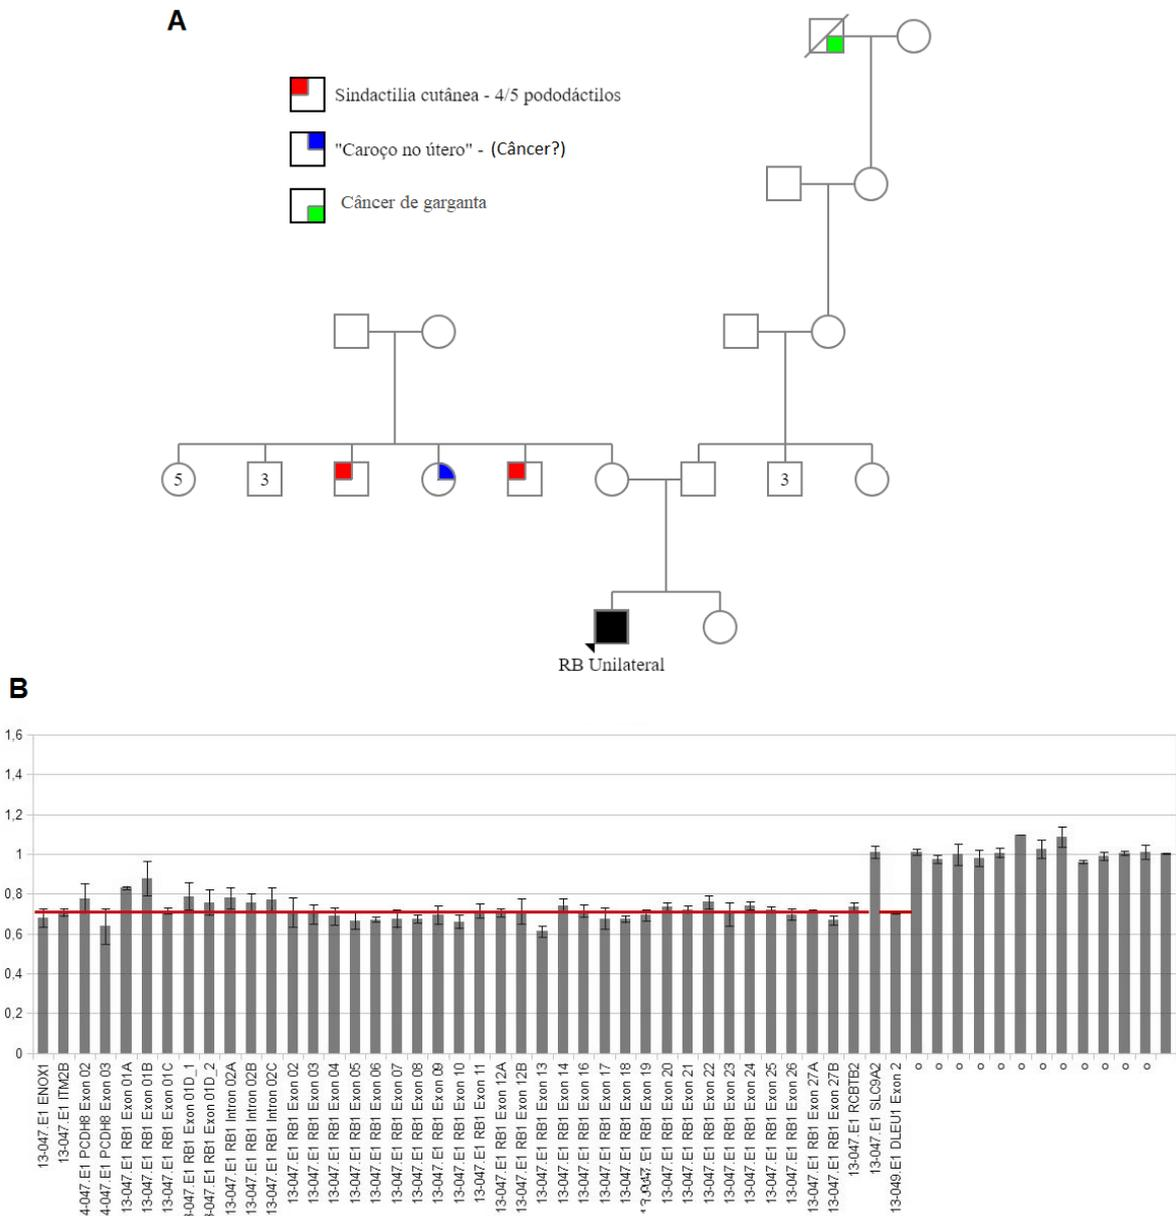 A
Sindactilia cutânea - 4/5 pododáctilos
"Caroço no útero" - (Câncer?)
Câncer de garganta
5
3
3
RB Unilateral
B
1,6
1,4
1,2
1
0,8
0,6
0,4
0,2
0
13-047.E1 ENOX1
13-047.E1 ITM2B
4-047.E1 PCDH8 Exon 02
4-047.E1 PCDH8 Exon 03
13-047.E1 RB1 Exon 01A
13-047.E1 RB1 Exon 01B
13-047.E1 RB1 Exon 01C
3-047.E1 RB1 Exon 01D_1
3-047.E1 RB1 Exon 01D_2
13-047.E1 RB1 Intron 02A
13-047.E1 RB1 Intron 02B
13-047.E1 RB1 Intron 02C
13-047.E1 RB1 Exon 02
13-047.E1 RB1 Exon 03
13-047.E1 RB1 Exon 04
13-047.E1 RB1 Exon 05
13-047.E1 RB1 Exon 06
13-047.E1 RB1 Exon 07
13-047.E1 RB1 Exon 08
13-047.E1 RB1 Exon 09
13-047.E1 RB1 Exon 10
13-047.E1 RB1 Exon 11
13-047.E1 RB1 Exon 12A
13-047.E1 RB1 Exon 12B
13-047.E1 RB1 Exon 13
13-047.E1 RB1 Exon 14
13-047.E1 RB1 Exon 16
13-047.E1 RB1 Exon 17
13-047.E1 RB1 Exon 18
RB1 Exon 19
13-047.E1 RB1 Exon 20
13-047.E1 RB1 Exon 21
13-047.E1 RB1 Exon 22
13-047.E1 RB1 Exon 23
13-047.E1 RB1 Exon 24
13-047.E1 RB1 Exon 25
13-047.E1 RB1 Exon 26
13-047.E1 RB1 Exon 27A
13-047.E1 RB1 Exon 27B
13-047.E1 RCBTB2
13-047.E1 SLC9A2
13-049.E1 DLEU1 Exon 2
o
o
o
o
o
o
o
o
o
o
o
o